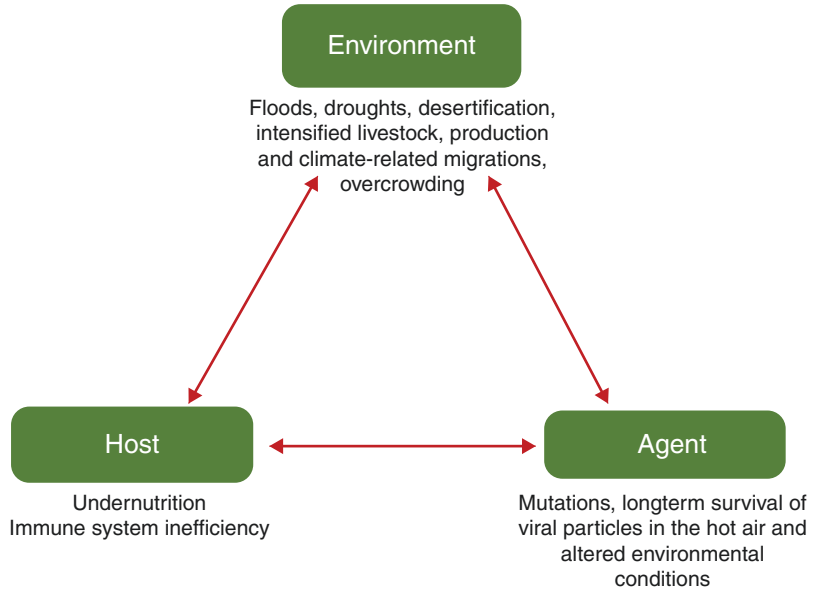 Environment
Floods, droughts, desertification,
intensified livestock, production
and climate-related migrations,
overcrowding
Host
Undernutrition
Immune system inefficiency
Agent
Mutations, longterm survival of
viral particles in the hot air and
altered environmental
conditions